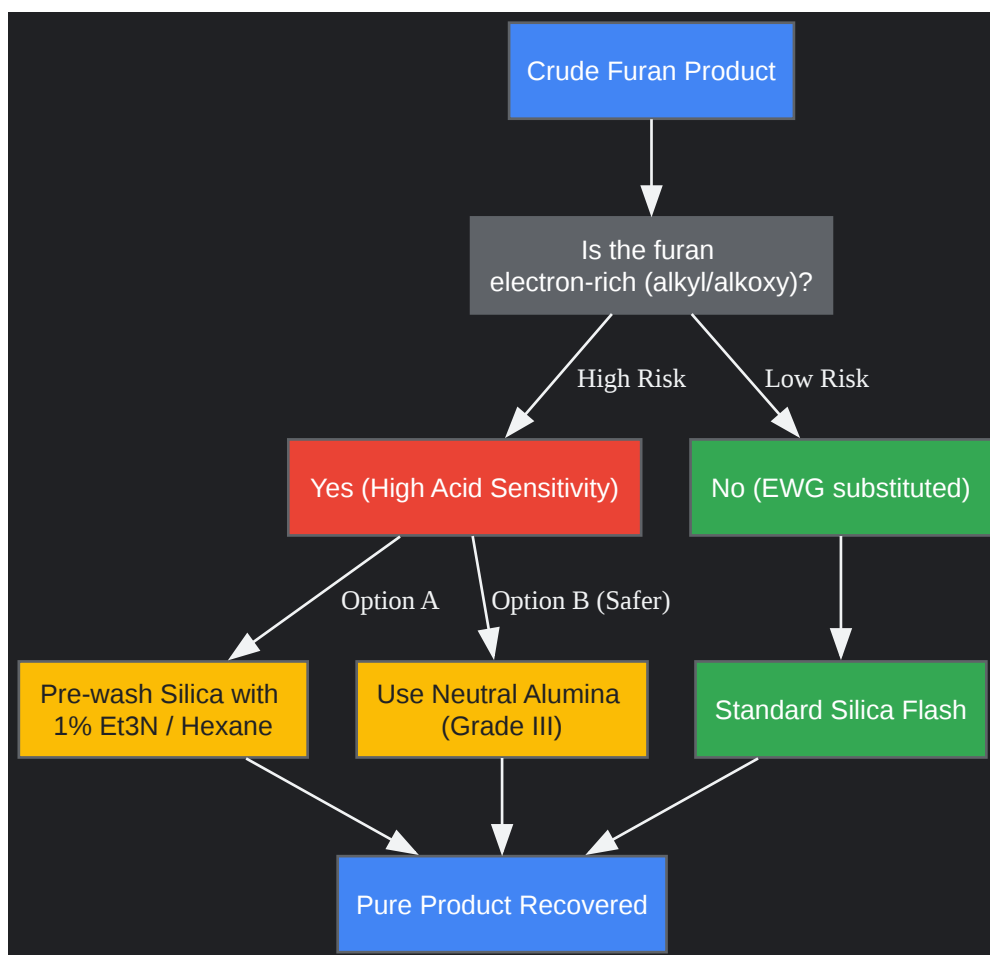 Crude Furan Product
Is the furan
electron-rich (alkyl/alkoxy)?
High Risk
Low Risk
Yes (High Acid Sensitivity)
No (EWG substituted)
Option A
Option B (Safer)
Pre-wash Silica with
1% Et3N / Hexane
Use Neutral Alumina
(Grade III)
Standard Silica Flash
Pure Product Recovered